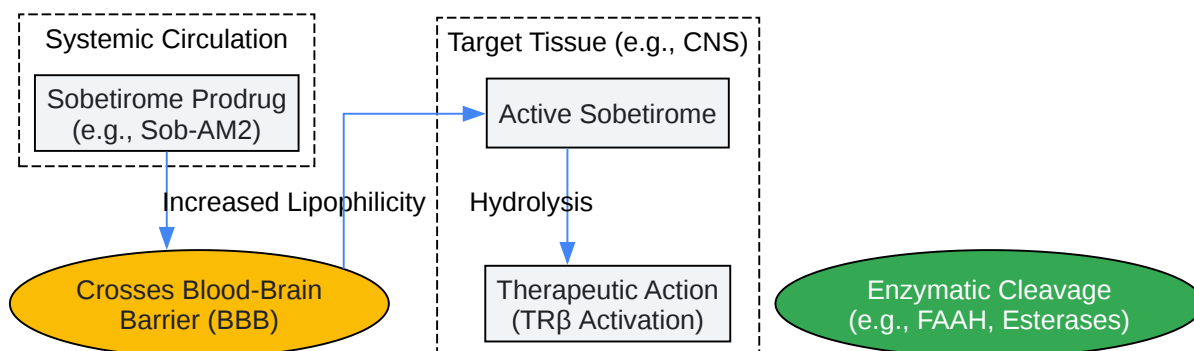 Systemic Circulation
Sobetirome Prodrug
(e.g., Sob-AM2)
Increased Lipophilicity
Crosses Blood-Brain
Barrier (BBB)
Target Tissue (e.g., CNS)
Active Sobetirome
Hydrolysis
Therapeutic Action
(TRβ Activation)
Enzymatic Cleavage
(e.g., FAAH, Esterases)